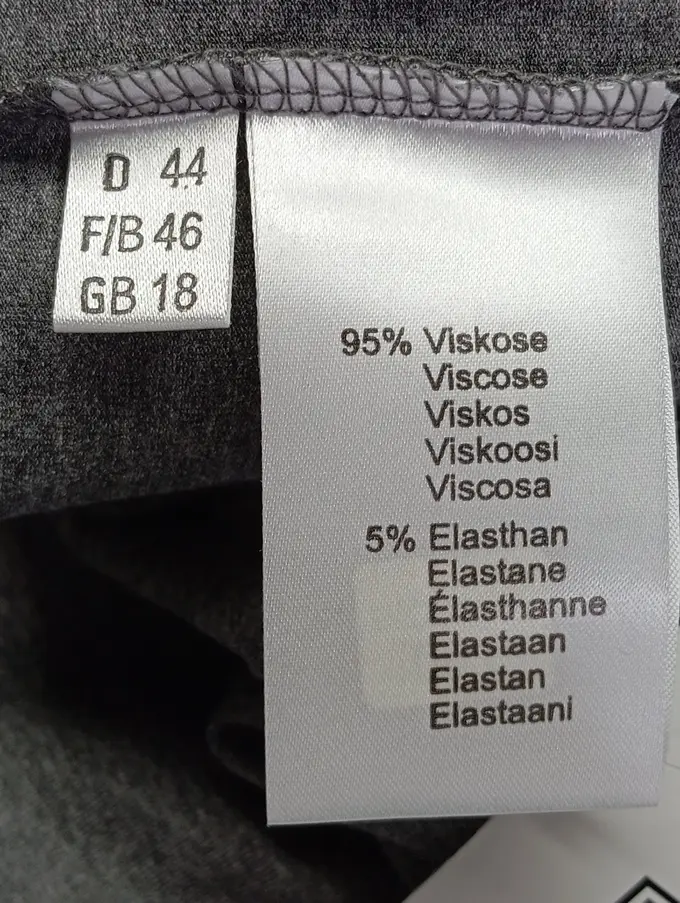 D 44
F/B 46
GB 18
95% Viskose
Viscose
Viskos
Viskoosi
Viscosa
5% Elasthan
Elastane
Élasthanne
Elastaan
Elastan
Elastaani